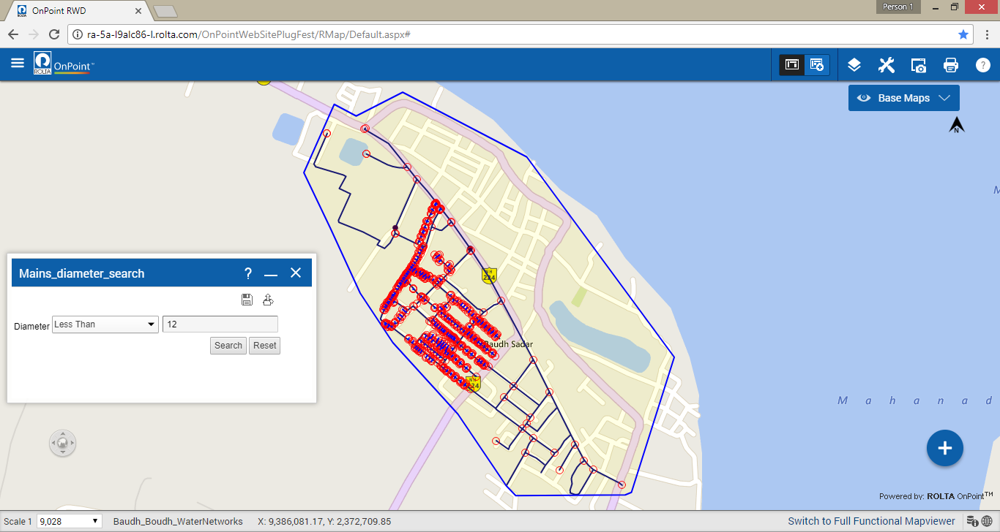 OnPoint RWD
Person 1
ra-5a-l9alc86-l.rolta.com/OnPointWebSitePlugFest/RMap/Default.aspx#
ROLTA OnPoint™
?
Base Maps
N
M
NH
224
Mains_diameter_search
?
Diameter Less Than 12
Search Reset
Baudh Sadar
NH
224
M a h a n a d
+
Powered by: ROLTA OnPoint™
Scale 1 9,028 Baudh_Boudh_WaterNetworks X: 9,386,081.17, Y: 2,372,709.85 Switch to Full Functional Mapviewer